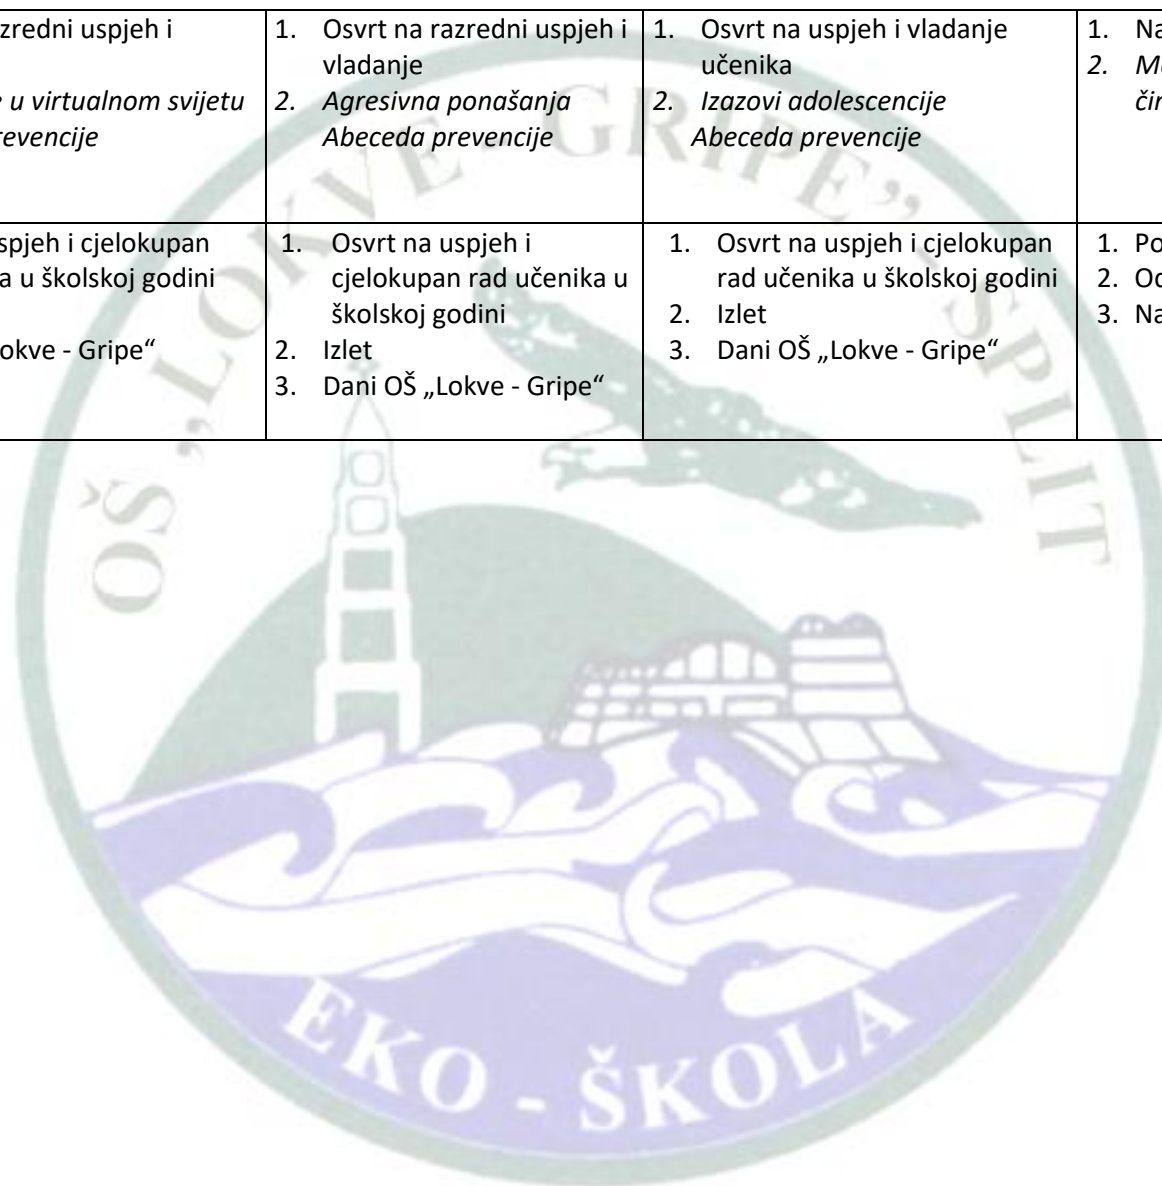 zredni uspjeh i
e u virtualnom svijetu
revencije
1. Osvrt na razredni uspjeh i
vladanje
2. Agresivna ponašanja
Abeceda prevencije
1. Osvrt na uspjeh i vladanje
učenika
2. Izazovi adolescencije
Abeceda prevencije
1. Na
2. M
čin
spjeh i cjelokupan
a u školskoj godini
okve - Gripe“
1. Osvrt na uspjeh i
cjelokupan rad učenika u
školskoj godini
2. Izlet
3. Dani OŠ „Lokve - Gripe“
1. Osvrt na uspjeh i cjelokupan
rad učenika u školskoj godini
2. Izlet
3. Dani OŠ „Lokve - Gripe“
1. Po
2. Od
3. Na
OŠ „LOKVE - GRIPE” SPLIT
EKO - ŠKOLA